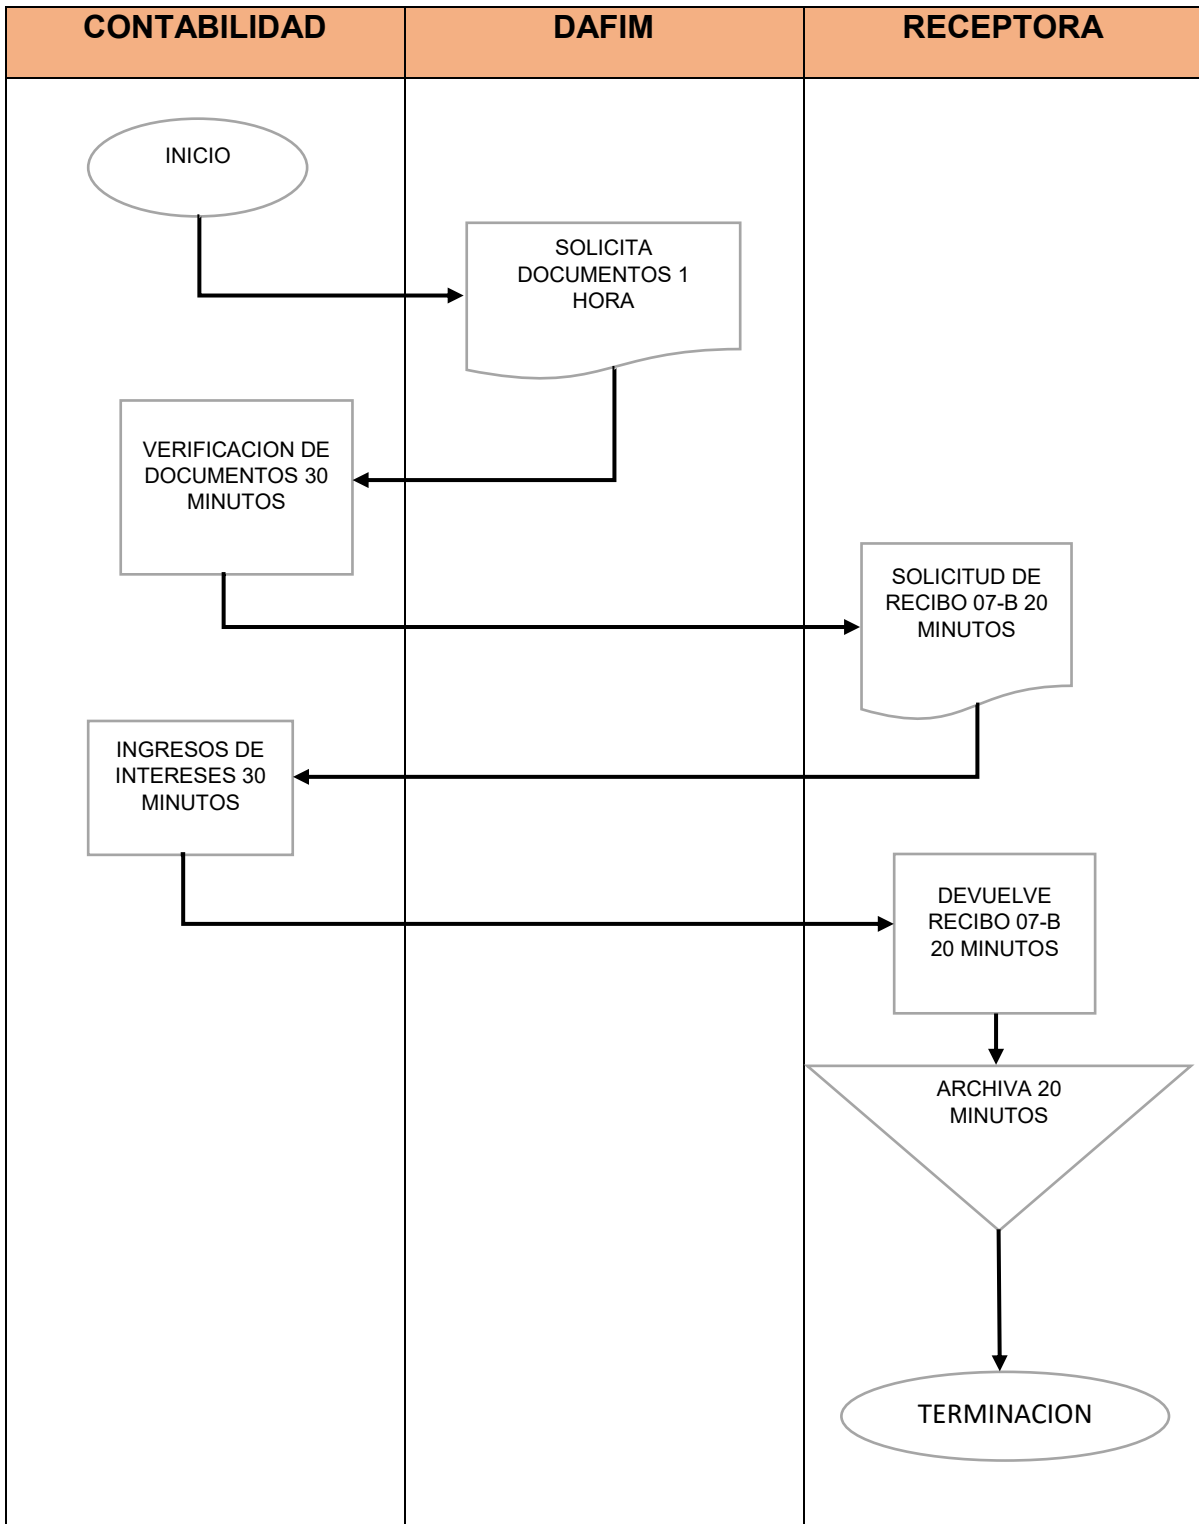 CONTABILIDAD
DAFIM
RECEPTORA
INICIO
SOLICITA
DOCUMENTOS 1
HORA
VERIFICACION DE
DOCUMENTOS 30
MINUTOS
SOLICITUD DE
RECIBO 07-B 20
MINUTOS
INGRESOS DE
INTERESES 30
MINUTOS
DEVUELVE
RECIBO 07-B
20 MINUTOS
ARCHIVA 20
MINUTOS
TERMINACION